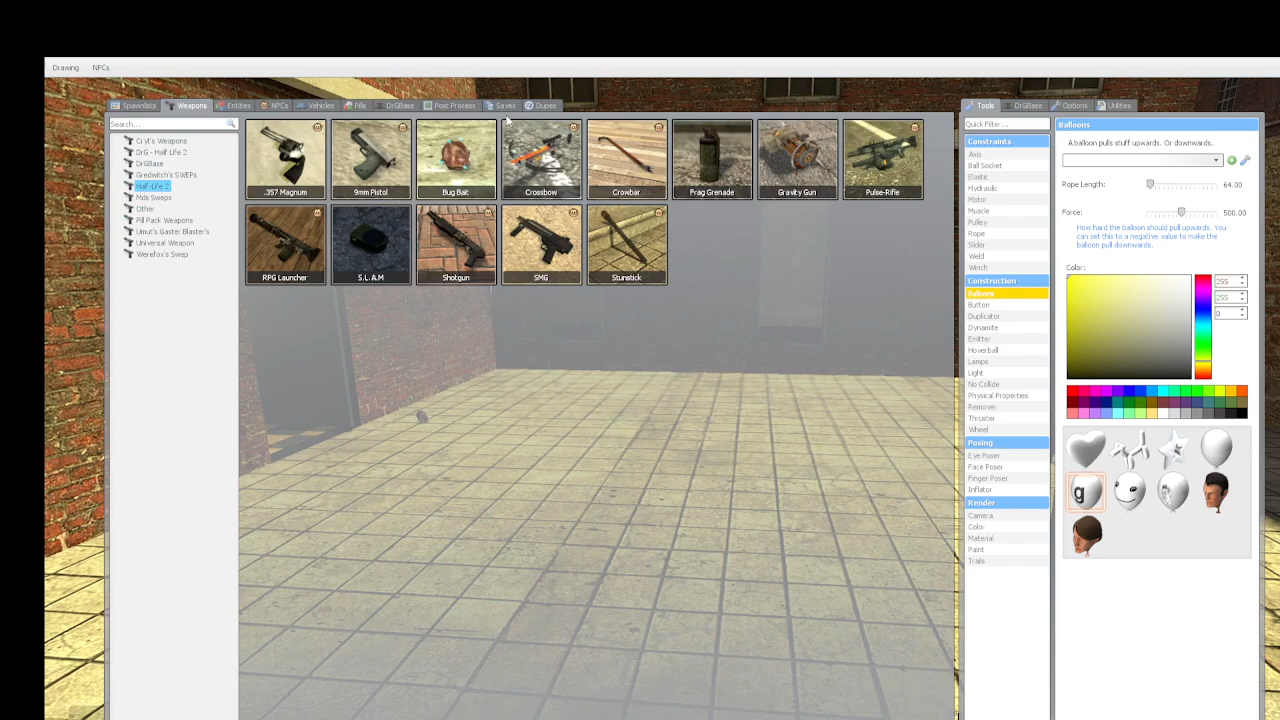 Drawing NPCs
Spawnlists Weapons Entities NPCs Vehicles Pills DrGBase Post Process Saves Dupes
Search...
Cryt's Weapons
DrG - Half Life 2
DrGBase
Gredwitch's SWEPs
Half-Life 2
Mds Sweps
Other
Pill Pack Weapons
Umut's Gaster Blaster's
Universal Weapon
Werefox's Swep
.357 Magnum 9mm Pistol Bug Bait Crossbow Crowbar Frag Grenade Gravity Gun Pulse-Rifle
RPG Launcher S.L.A.M Shotgun SMG Stunstick
Tools DrGBase Options Utilities
Quick Filter...
Constraints
Axis
Ball Socket
Elastic
Hydraulic
Motor
Muscle
Pulley
Rope
Slider
Weld
Winch
Construction
Balloons
Button
Duplicator
Dynamite
Emitter
Hoverball
Lamps
Light
No Collide
Physical Properties
Remover
Thruster
Wheel
Posing
Eye Poser
Face Poser
Finger Poser
Inflator
Render
Camera
Color
Material
Paint
Trails
Balloons
A balloon pulls stuff upwards. Or downwards.
Rope Length: 64.00
Force: 500.00
How hard the balloon should pull upwards. You
can set this to a negative value to make the
balloon pull downwards.
Color:
255
255
0
g